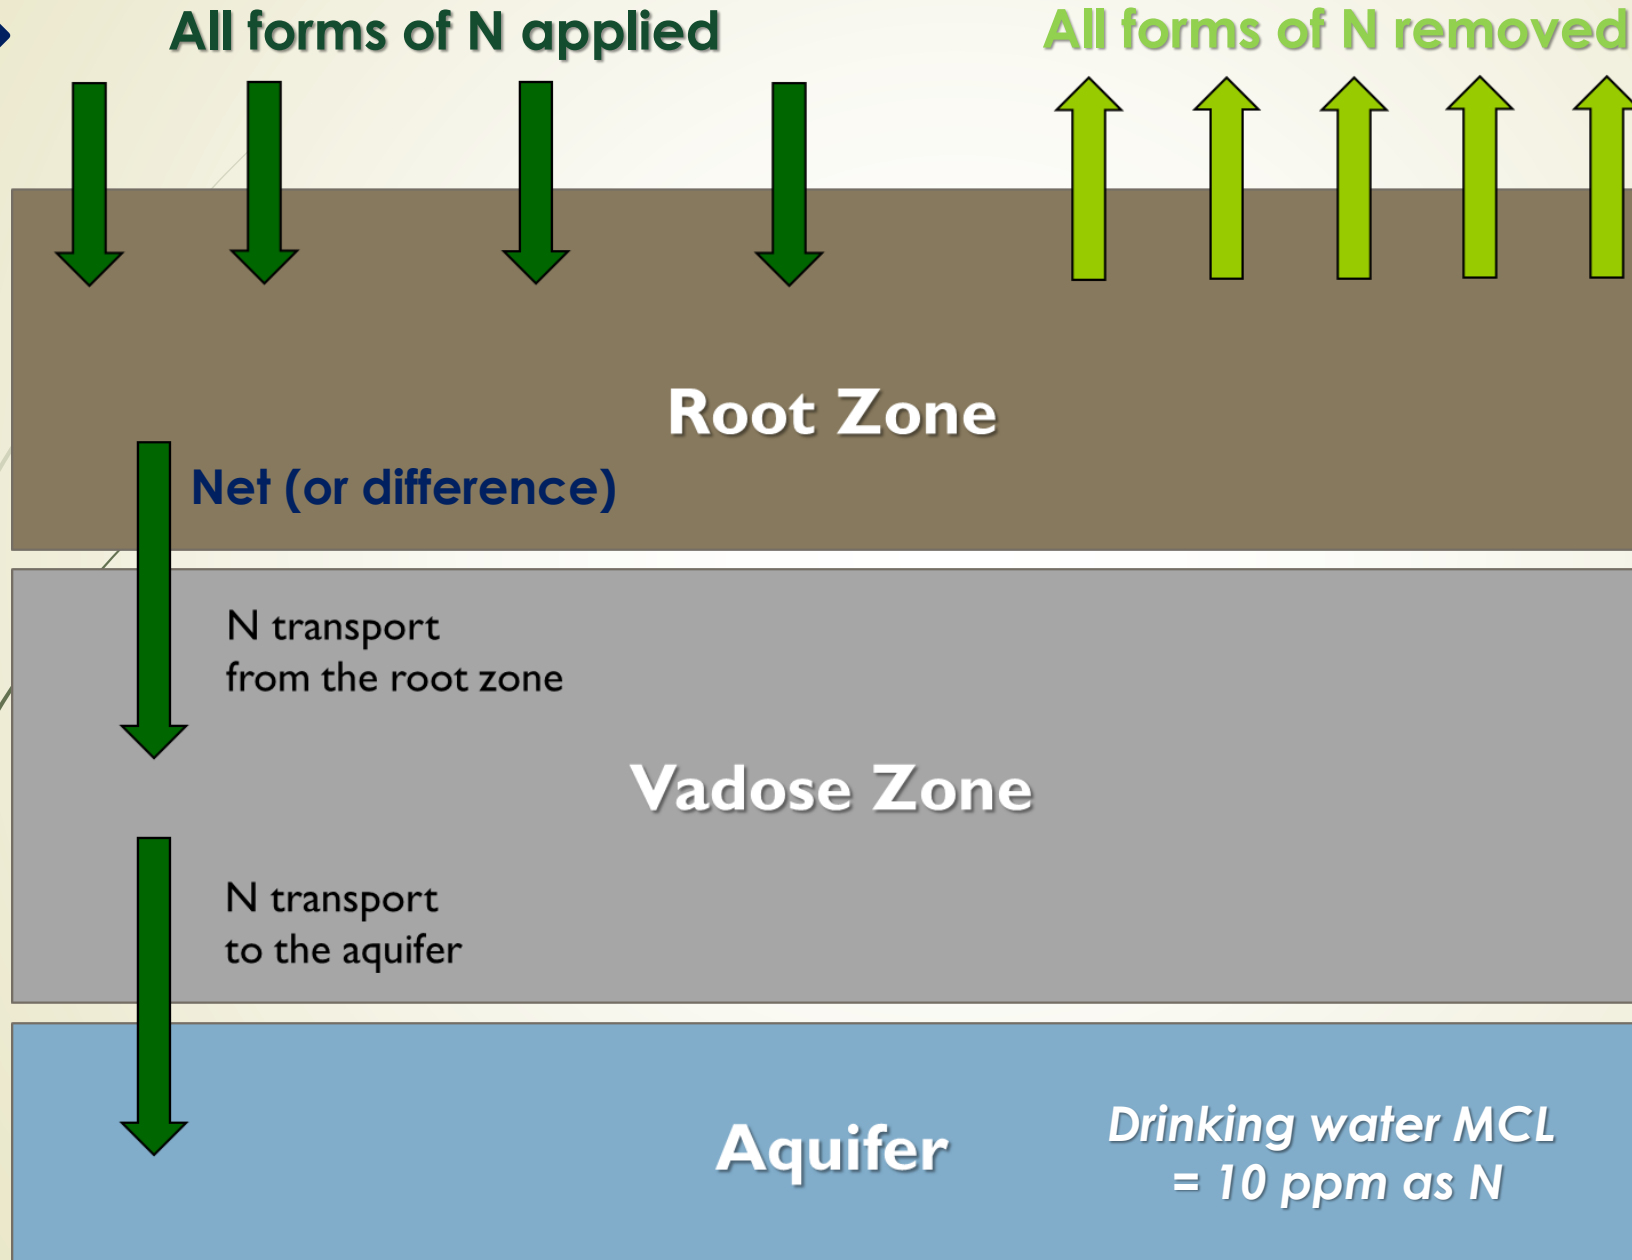 All forms of N applied
All forms of N removed
Root Zone
Net (or difference)
N transport
from the root zone
Vadose Zone
N transport
to the aquifer
Aquifer
Drinking water MCL
= 10 ppm as N